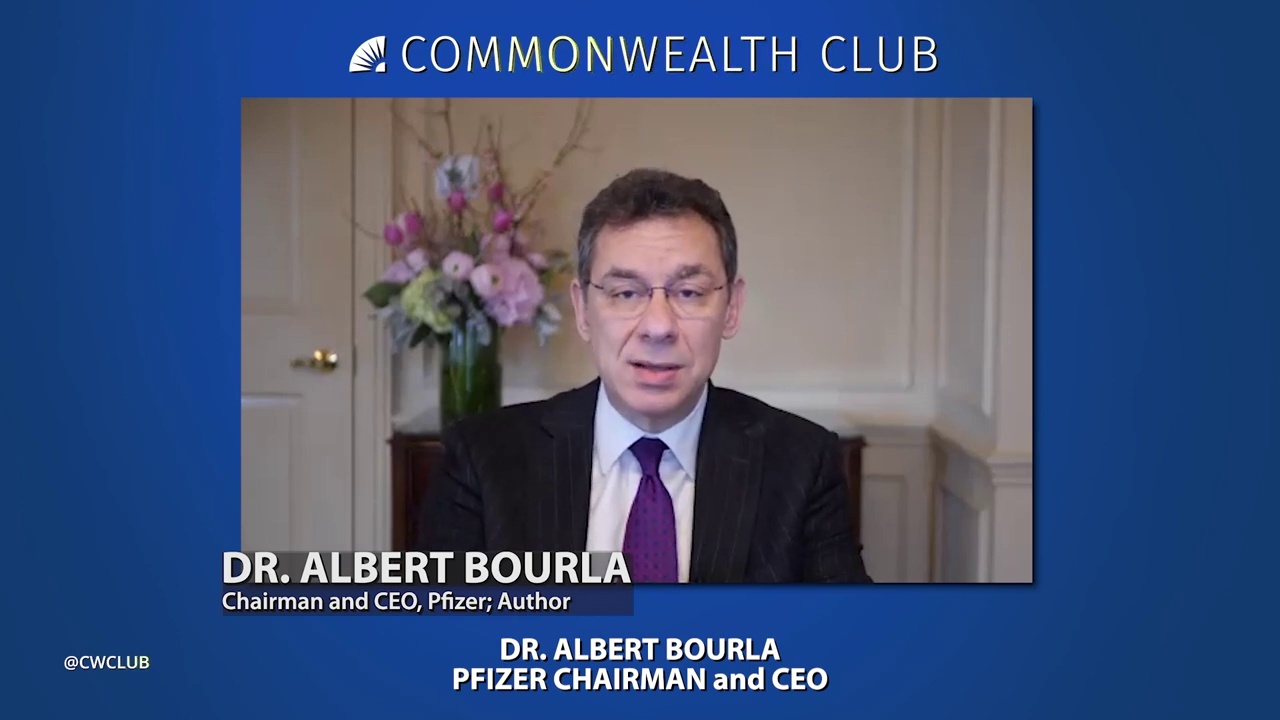 COMMONWEALTH CLUB
DR. ALBERT BOURLA
Chairman and CEO, Pfizer; Author
@CWCLUB
DR. ALBERT BOURLA
PFIZER CHAIRMAN and CEO